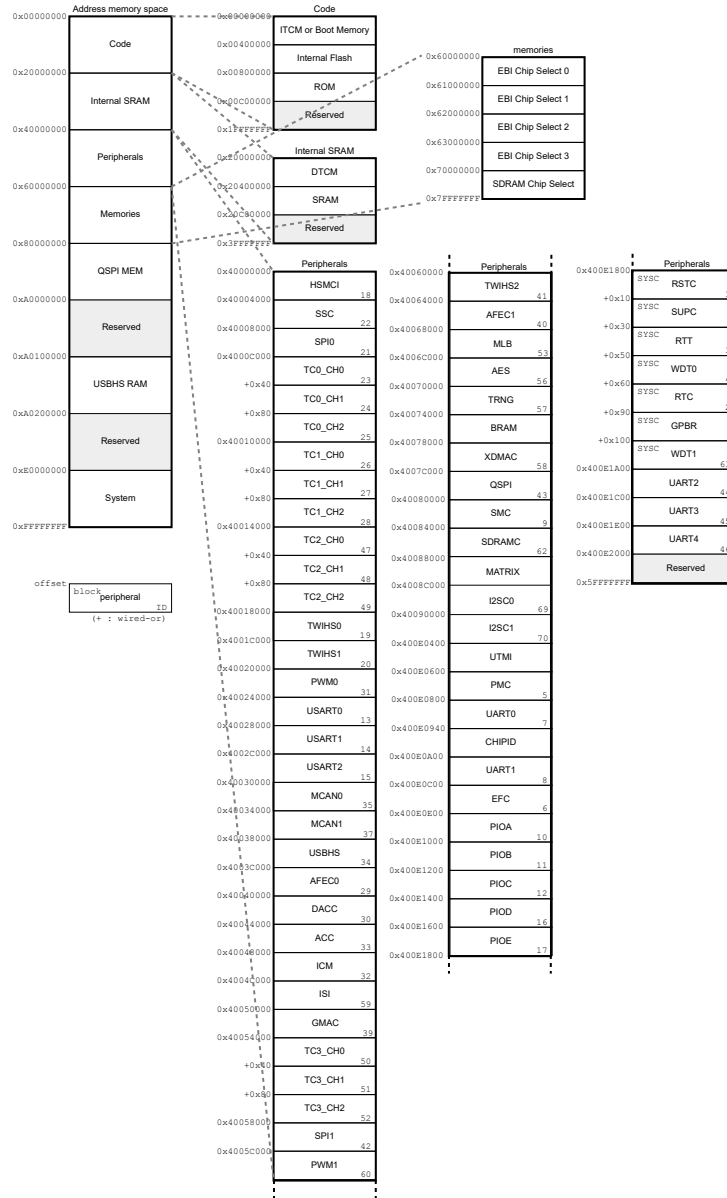 Address memory space
0x00000000
Code
0x20000000
Internal SRAM
0x40000000
Peripherals
0x60000000
Memories
0x80000000
QSPI MEM
0xA0000000
Reserved
0xA0100000
USBHS RAM
0xA0200000
Reserved
0xE0000000
System
0xFFFFFFFF
offset
block
peripheral
ID
(+ : wired-or)
Code
0x00000000
ITCM or Boot Memory
0x00400000
Internal Flash
0x00800000
ROM
0x00C00000
Reserved
0x1FFFFFFF
Internal SRAM
0x20000000
DTCM
0x20400000
SRAM
0x20C00000
Reserved
0x3FFFFFFF
Peripherals
0x40000000
HSMCI
18
0x40004000
SSC
22
0x40008000
SPI0
21
0x4000C000
TC0_CH0
23
+0x40
TC0_CH1
24
+0x80
TC0_CH2
25
0x40010000
TC1_CH0
26
+0x40
TC1_CH1
27
+0x80
TC1_CH2
28
0x40014000
TC2_CH0
47
+0x40
TC2_CH1
48
+0x80
TC2_CH2
49
0x40018000
TWIHS0
19
0x4001C000
TWIHS1
20
0x40020000
PWM0
31
0x40024000
USART0
13
0x40028000
USART1
14
0x4002C000
USART2
15
0x40030000
MCAN0
35
0x40034000
MCAN1
37
0x40038000
USBHS
34
0x4003C000
AFEC0
29
0x40040000
DACC
30
0x40044000
ACC
33
0x40048000
ICM
32
0x4004C000
ISI
59
0x40050000
GMAC
39
0x40054000
TC3_CH0
50
+0x40
TC3_CH1
51
+0x80
TC3_CH2
52
0x40058000
SPI1
42
0x4005C000
PWM1
60
memories
0x60000000
EBI Chip Select 0
0x61000000
EBI Chip Select 1
0x62000000
EBI Chip Select 2
0x63000000
EBI Chip Select 3
0x70000000
SDRAM Chip Select
0x7FFFFFFF
Peripherals
0x40060000
TWIHS2
41
0x40064000
AFEC1
40
0x40068000
MLB
53
0x4006C000
AES
56
0x40070000
TRNG
57
0x40074000
BRAM
0x40078000
XDMAC
58
0x4007C000
QSPI
43
0x40080000
SMC
9
0x40084000
SDRAMC
62
0x40088000
MATRIX
0x4008C000
I2SC0
69
0x40090000
I2SC1
70
0x400E0400
UTMI
0x400E0600
PMC
5
0x400E0800
UART0
7
0x400E0940
CHIPID
0x400E0A00
UART1
8
0x400E0C00
EFC
6
0x400E0E00
PIOA
10
0x400E1000
PIOB
11
0x400E1200
PIOC
12
0x400E1400
PIOD
16
0x400E1600
PIOE
17
0x400E1800
Peripherals
0x400E1800
SYSC
RSTC
+0x10
SYSC
SUPC
+0x30
SYSC
RTT
+0x50
SYSC
WDT0
+0x60
SYSC
RTC
+0x90
SYSC
GPBR
+0x100
SYSC
WDT1
63
0x400E1A00
UART2
44
0x400E1C00
UART3
45
0x400E1E00
UART4
46
0x400E2000
Reserved
0x5FFFFFFF